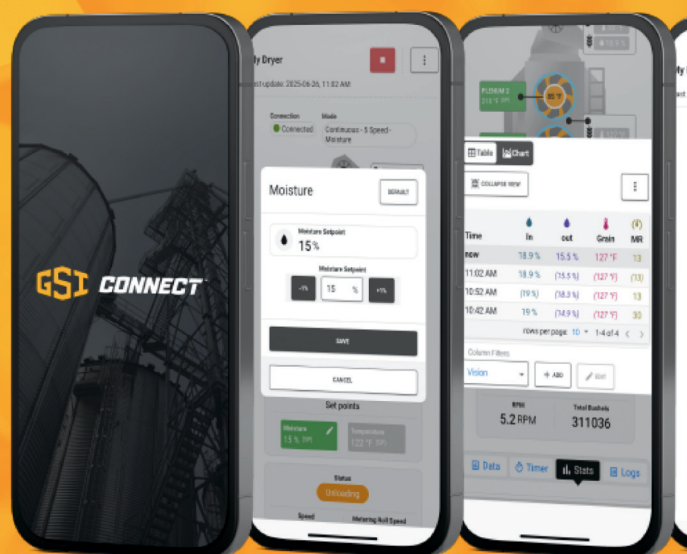 GSI CONNECT
My Dryer
Last update: 2025-06-26, 11:02 AM
Connection
Connected
Mode
Continuous - 5 Speed -
Moisture
Moisture
DEFAULT
Moisture Setpoint
15 %
Moisture Setpoint
-1%
15 %
+1%
SAVE
CANCEL
Set points
Moisture
15 % (SP)
Temperature
122 °F (SP)
Status
Unloading
Speed
Metering Roll Speed
PLENUM 2
Table
Chart
COLLAPSE VIEW
Time In out Grain MR
now 18.9 % 15.5 % 127 °F 13
11:02 AM 18.9 % (15.5 %) (127 °F) (13)
10:52 AM (19 %) (18.3 %) (127 °F) 13
10:42 AM 19 % (14.9 %) (127 °F) 30
rows per page: 10 1-4 of 4 < >
Column Filters
Vision
+ ADD
EDIT
RPM
5.2 RPM
Total Bushels
311036
Data
Timer
Stats
Logs